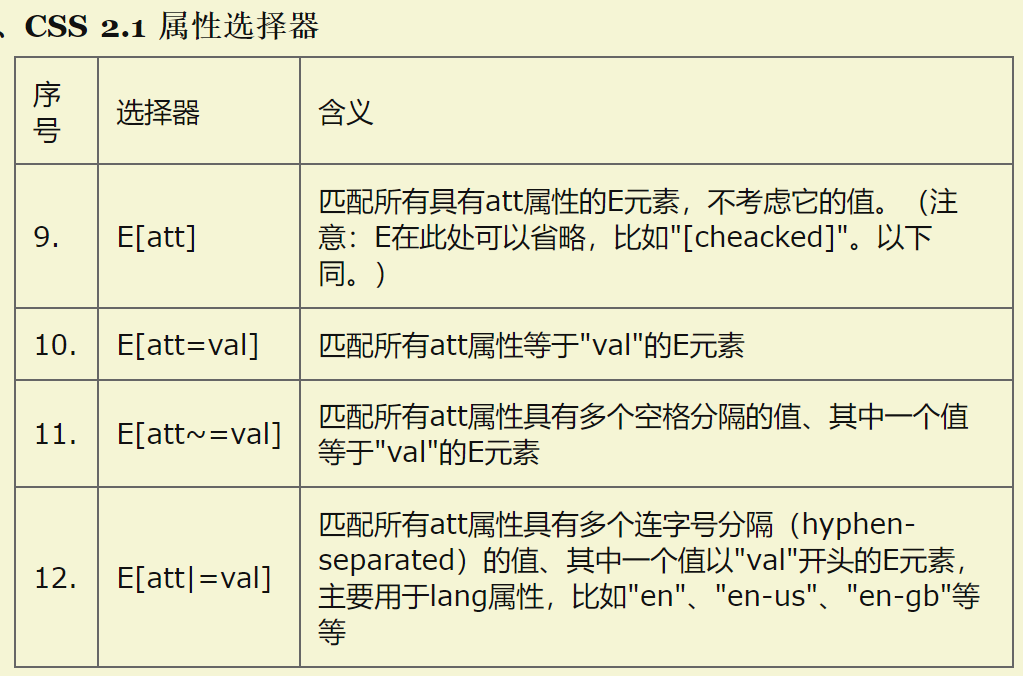 、CSS 2.1 属性选择器
序
号
选择器
含义
9.
E[att]
匹配所有具有att属性的E元素，不考虑它的值。（注
意：E在此处可以省略，比如"[cheacked]"。以下
同。）
10.
E[att=val]
匹配所有att属性等于"val"的E元素
11.
E[att~=val]
匹配所有att属性具有多个空格分隔的值、其中一个值
等于"val"的E元素
12.
E[att|=val]
匹配所有att属性具有多个连字号分隔（hyphen-
separated）的值、其中一个值以"val"开头的E元素，
主要用于lang属性，比如"en"、"en-us"、"en-gb"等
等